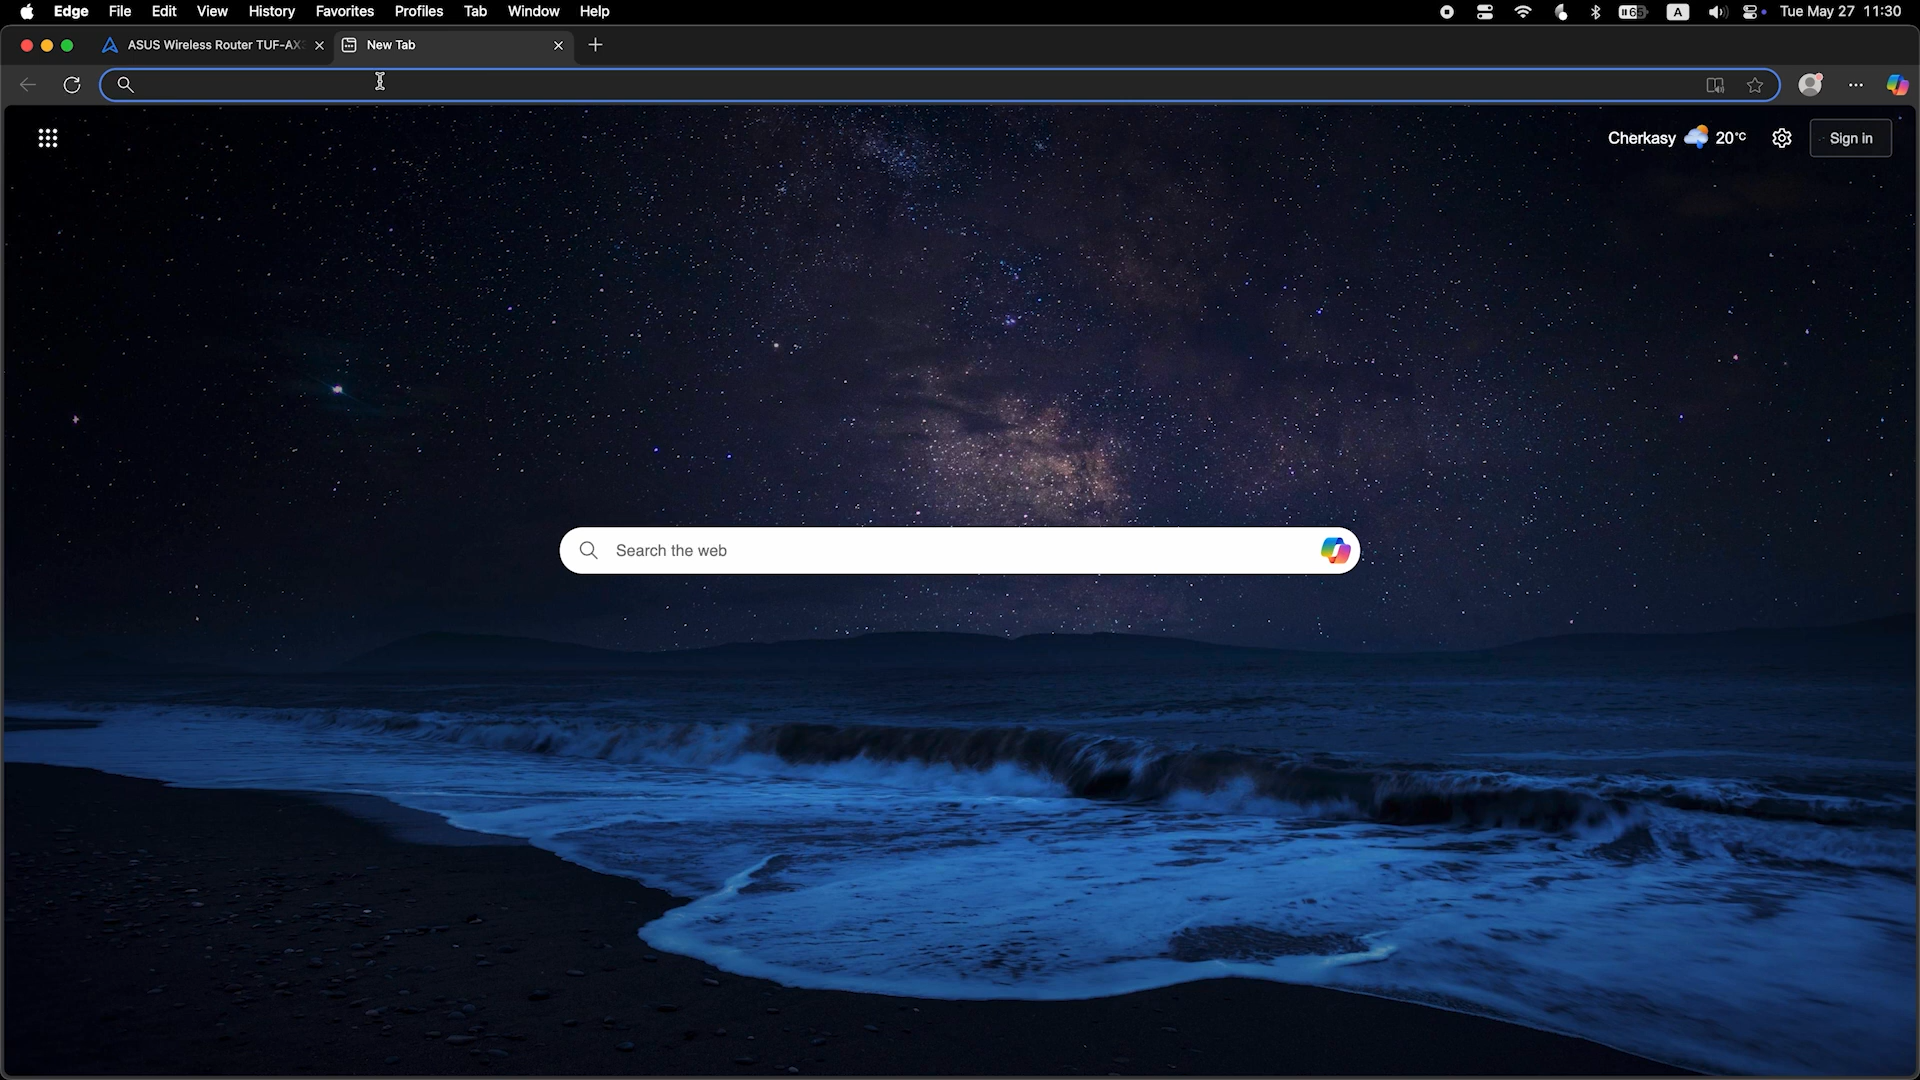 Edge File Edit View History Favorites Profiles Tab Window Help 65 A Tue May 27 11:30
ASUS Wireless Router TUF-AX New Tab
Cherkasy 20°C Sign in
Search the web